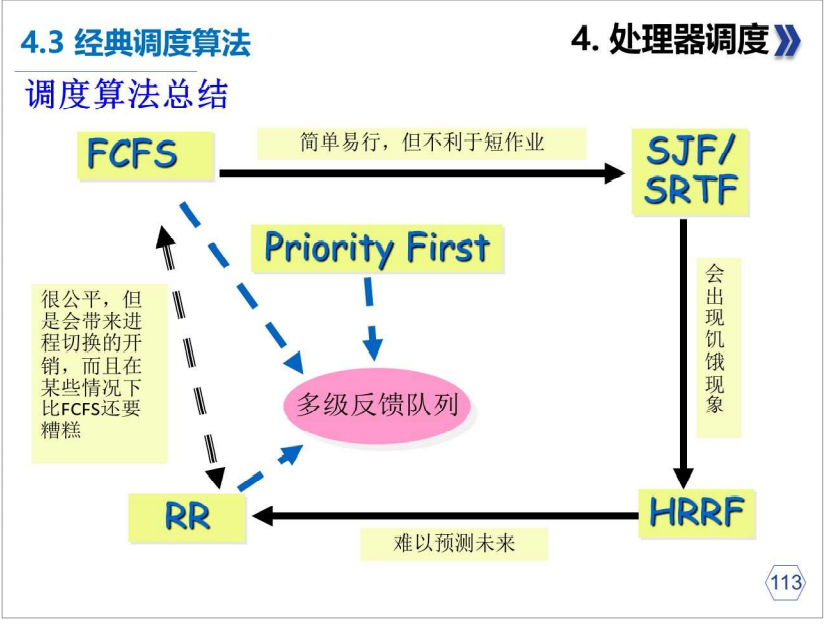 4.3 经典调度算法
4. 处理器调度
调度算法总结
FCFS
简单易行，但不利于短作业
SJF/
SRTF
Priority First
会出现饥饿现象
很公平，但
是会带来进
程切换的开
销，而且在
某些情况下
比FCFS还要
糟糕
多级反馈队列
RR
HRRF
难以预测未来
113